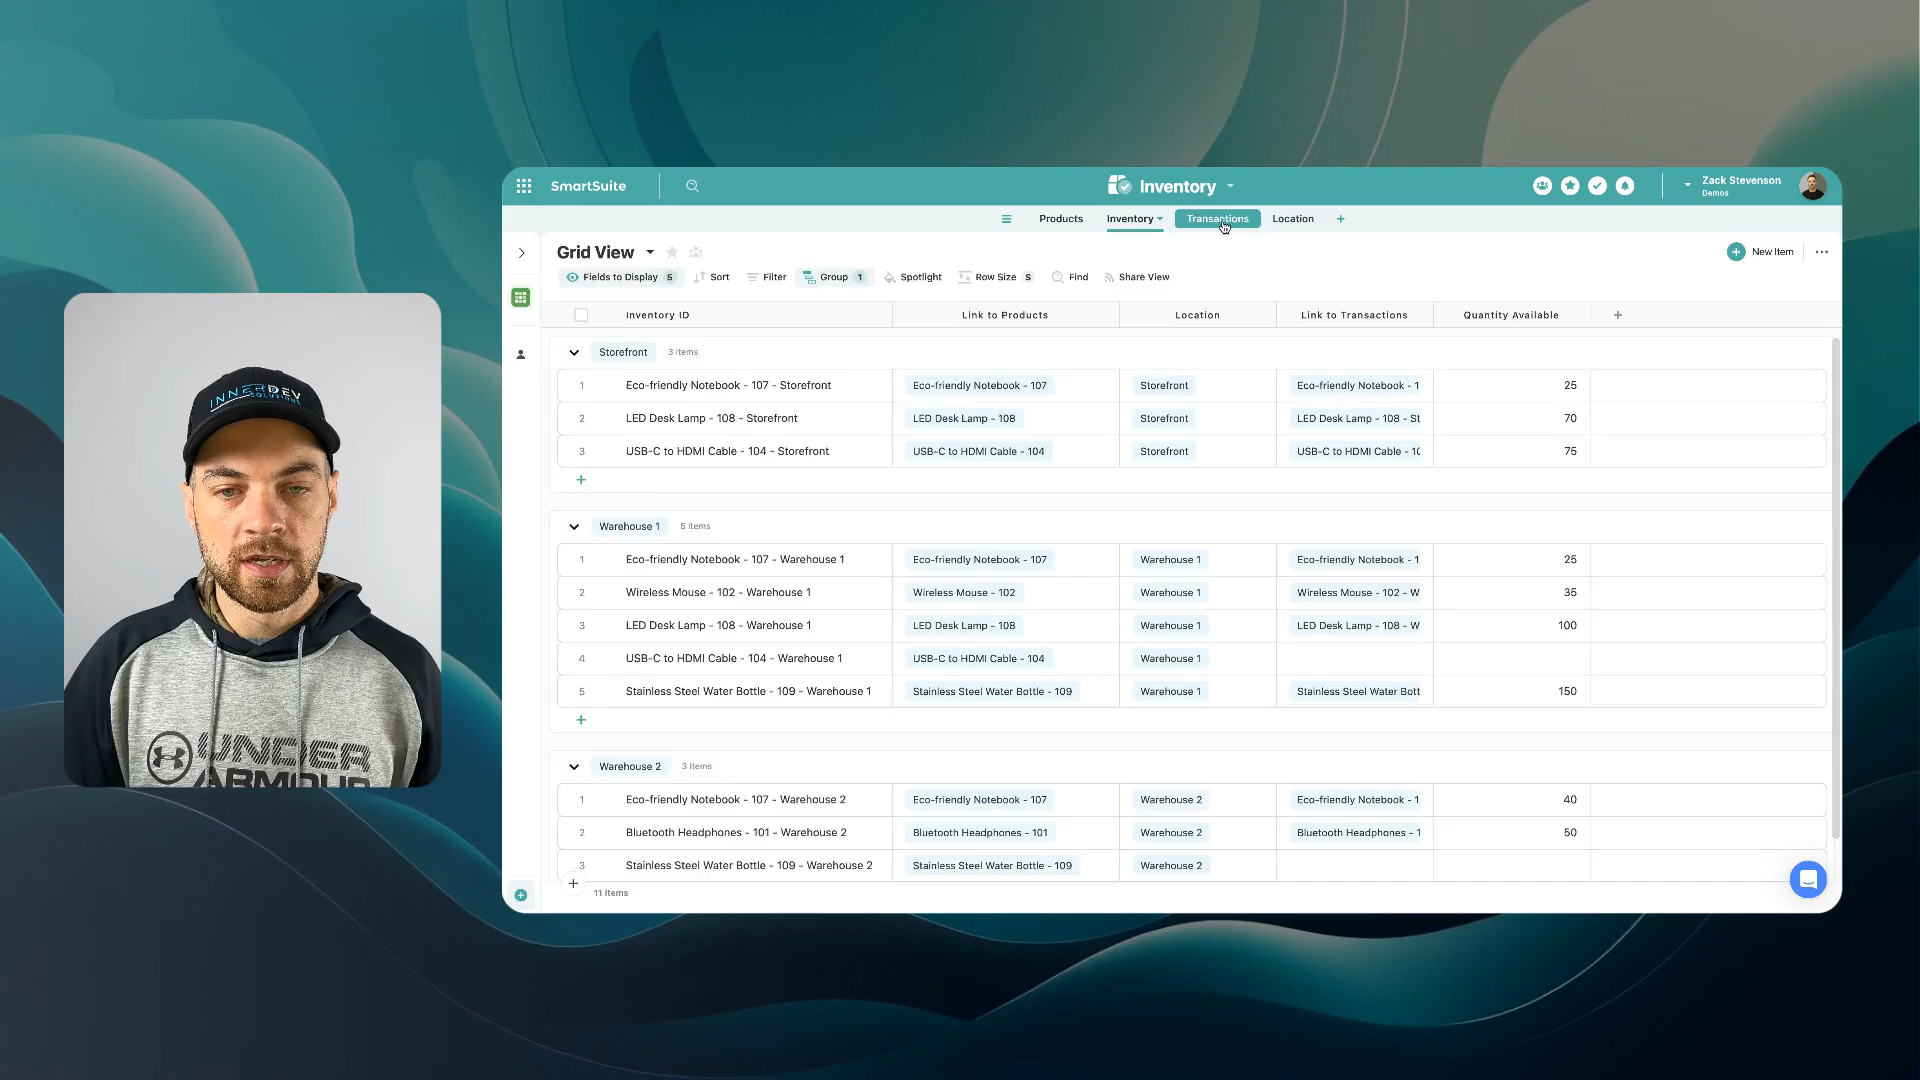 SmartSuite
Inventory
Zack Stevenson
Demos
Products
Inventory
Transactions
Location
Grid View
New Item
Fields to Display 5
Sort
Filter
Group 1
Spotlight
Row Size S
Find
Share View
Inventory ID Link to Products Location Link to Transactions Quantity Available
Storefront 3 items
1 Eco-friendly Notebook - 107 - Storefront Eco-friendly Notebook - 107 Storefront Eco-friendly Notebook - 1 25
2 LED Desk Lamp - 108 - Storefront LED Desk Lamp - 108 Storefront LED Desk Lamp - 108 - St 70
3 USB-C to HDMI Cable - 104 - Storefront USB-C to HDMI Cable - 104 Storefront USB-C to HDMI Cable - 10 75
Warehouse 1 5 items
1 Eco-friendly Notebook - 107 - Warehouse 1 Eco-friendly Notebook - 107 Warehouse 1 Eco-friendly Notebook - 1 25
2 Wireless Mouse - 102 - Warehouse 1 Wireless Mouse - 102 Warehouse 1 Wireless Mouse - 102 - W 35
3 LED Desk Lamp - 108 - Warehouse 1 LED Desk Lamp - 108 Warehouse 1 LED Desk Lamp - 108 - W 100
4 USB-C to HDMI Cable - 104 - Warehouse 1 USB-C to HDMI Cable - 104 Warehouse 1
5 Stainless Steel Water Bottle - 109 - Warehouse 1 Stainless Steel Water Bottle - 109 Warehouse 1 Stainless Steel Water Bott 150
Warehouse 2 3 items
1 Eco-friendly Notebook - 107 - Warehouse 2 Eco-friendly Notebook - 107 Warehouse 2 Eco-friendly Notebook - 1 40
2 Bluetooth Headphones - 101 - Warehouse 2 Bluetooth Headphones - 101 Warehouse 2 Bluetooth Headphones - 1 50
3 Stainless Steel Water Bottle - 109 - Warehouse 2 Stainless Steel Water Bottle - 109 Warehouse 2
11 items
INNERDEV
SOLUTIONS
UNDER
ARMOUR